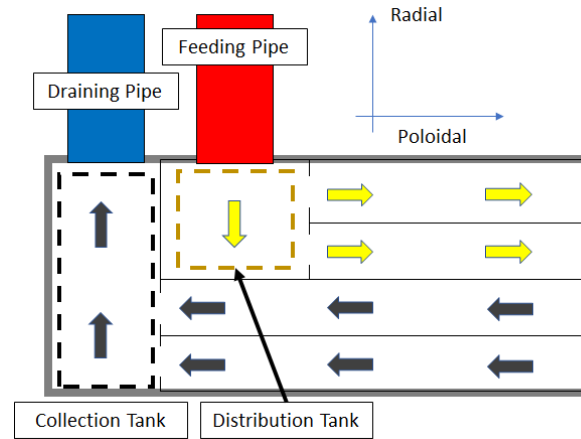 Feeding Pipe
Radial
Draining Pipe
Poloidal
Collection Tank
Distribution Tank